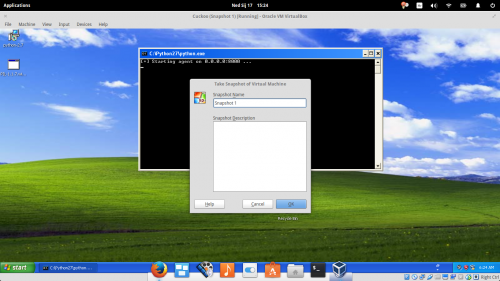 Applications
Ned Sij 17 15:24
Cuckoo (Snapshot 1) [Running] - Oracle VM VirtualBox
File Machine View Input Devices Help
C:\Python27\python.exe
[+] Starting agent on 0.0.0.0:8000 ...
Take Snapshot of Virtual Machine
Snapshot Name
Snapshot 1
Snapshot Description
Help Cancel OK
start
C:\Python27\python. ...
6:24 AM
Right Ctrl